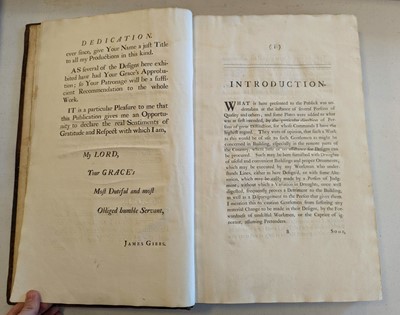 DEDICATION.
ever since, give Your Name a just Title
to all my Productions in this kind.
AS several of the Designs here exhi-
bited have had Your GRACE's Approba-
tion; so Your Patronage will be a suffi-
cient Recommendation to the whole
Work.
IT is a particular Pleasure to me that
this Publication gives me an Opportu-
nity to declare the real Sentiments of
Gratitude and Respect with which I am,
My LORD,
Your GRACE's
Most Dutiful and most
Obliged humble Servant,
JAMES GIBBS.
(i)
INTRODUCTION.
WHAT is here presented to the Publick was un-
dertaken at the instance of several Persons of
Quality and others; and some Plates were added to what
was at first intended, by the particular direction of Per-
sons of great Distinction, for whose Commands I have the
highest regard. They were of opinion, that such a Work
as this would be of use to such Gentlemen as might be
concerned in Building, especially in the remote parts of
the Country, where little or no assistance for Designs can
be procured. Such may be here furnished with Draughts
of useful and convenient Buildings and proper Ornaments;
which may be executed by any Workman who under-
stands Lines, either as here Design'd, or with some Alte-
ration, which may be easily made by a Person of Judg-
ment; without which a Variation in Draughts, once well
digested, frequently proves a Detriment to the Building,
as well as a Disparagement to the Person that gives them.
I mention this to caution Gentlemen from suffering any
material Change to be made in their Designs, by the For-
wardness of unskilful Workmen, or the Caprice of
ignorant, assuming Pretenders.
a
SOME,